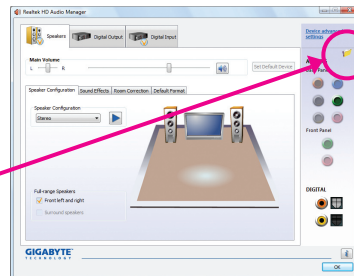 Realtek HD Audio Manager
Speakers
Digital Output
Digital Input
Device advanced settings
Main Volume
L
R
Set Default Device
Speaker Configuration
Sound Effects
Room Correction
Default Format
Speaker Configuration
Stereo
Front Panel
Full-range Speakers
Front left and right
Surround speakers
DIGITAL
GIGABYTE
TECHNOLOGY
OK